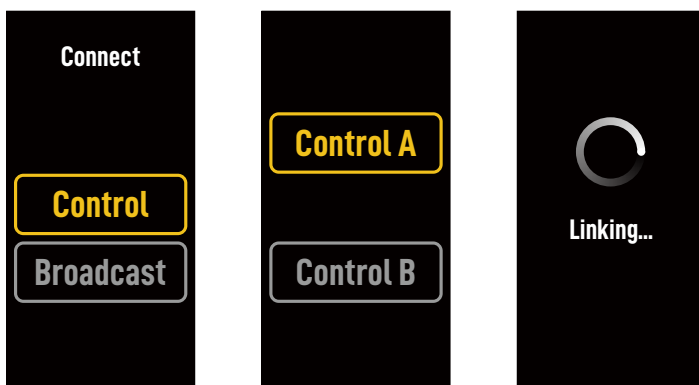 Connect
Control
Broadcast
Control A
Control B
Linking...